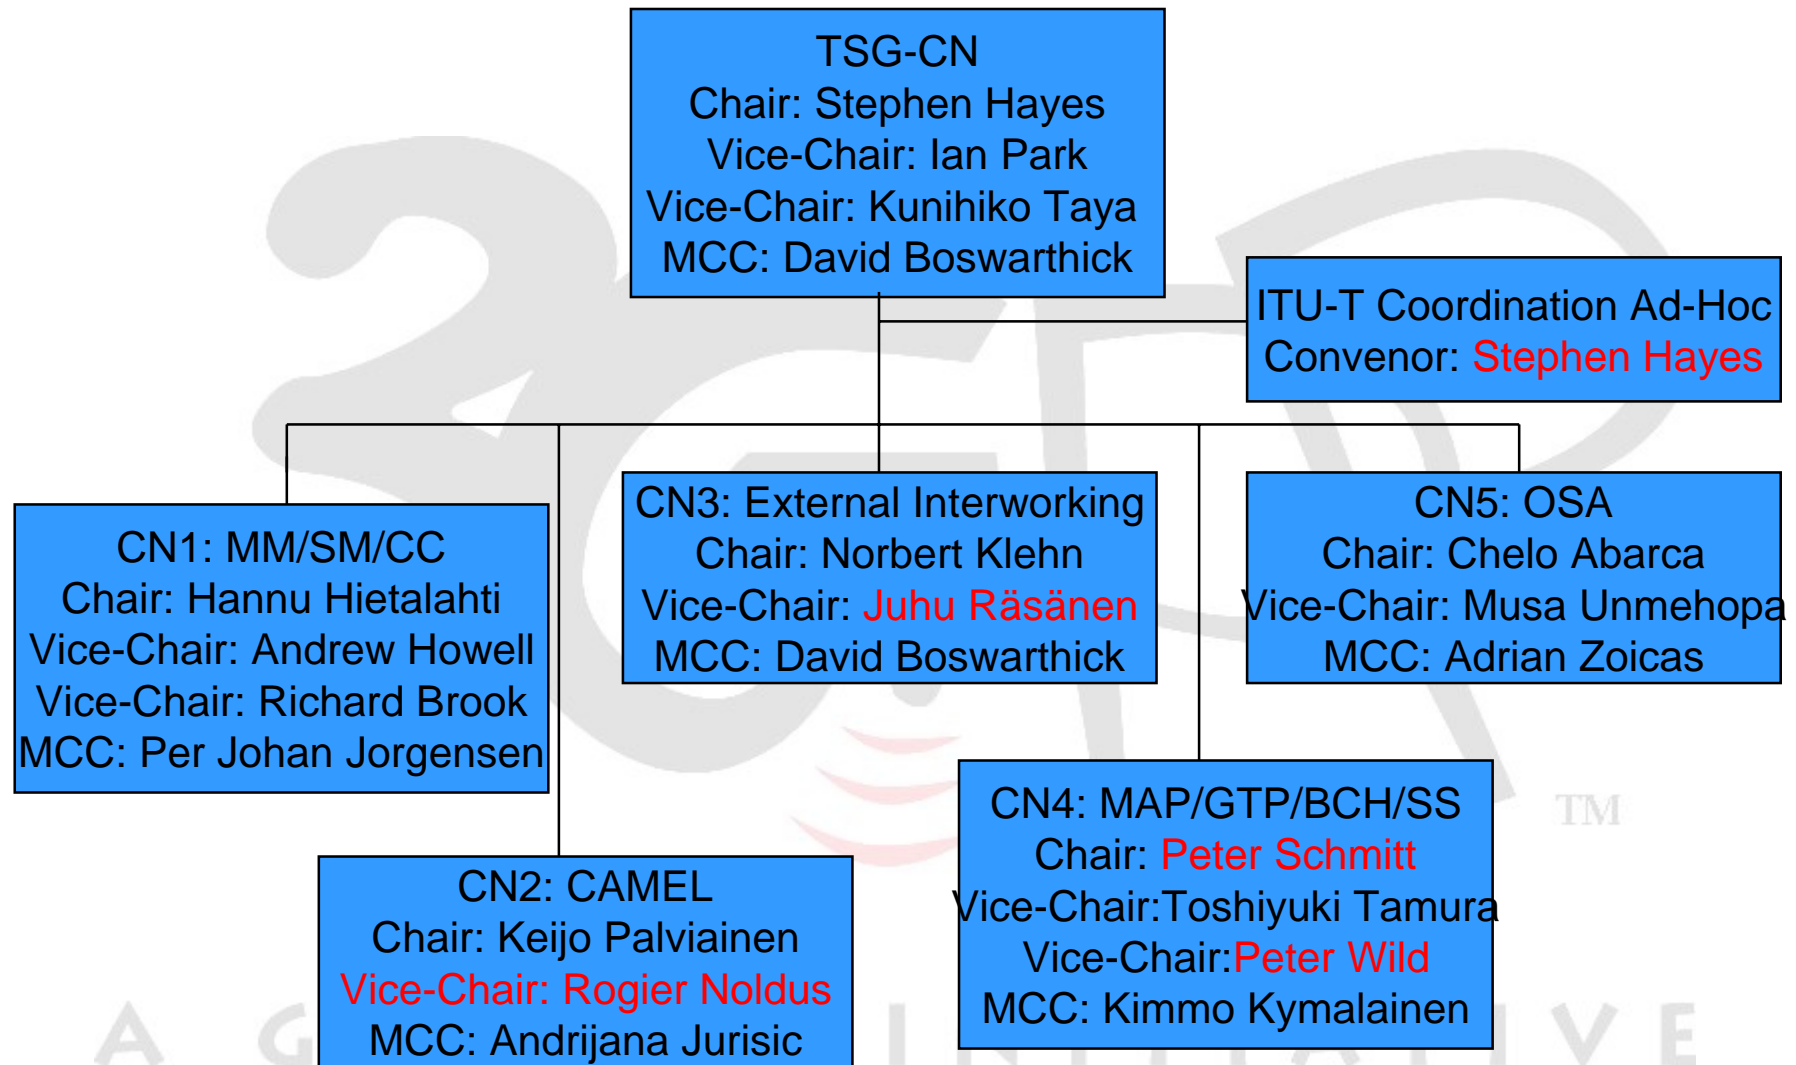 TSG-CN
Chair: Stephen Hayes
Vice-Chair: Ian Park
Vice-Chair: Kunihiko Taya
MCC: David Boswarthick
ITU-T Coordination Ad-Hoc
Convenor: Stephen Hayes
CN1: MM/SM/CC
Chair: Hannu Hietalahti
Vice-Chair: Andrew Howell
Vice-Chair: Richard Brook
MCC: Per Johan Jorgensen
CN2: CAMEL
Chair: Keijo Palviainen
Vice-Chair: Rogier Noldus
MCC: Andrijana Jurisic
CN3: External Interworking
Chair: Norbert Klehn
Vice-Chair: Juhu Räsänen
MCC: David Boswarthick
CN4: MAP/GTP/BCH/SS
Chair: Peter Schmitt
Vice-Chair:Toshiyuki Tamura
Vice-Chair:Peter Wild
MCC: Kimmo Kymalainen
CN5: OSA
Chair: Chelo Abarca
Vice-Chair: Musa Unmehopa
MCC: Adrian Zoicas
TM
A